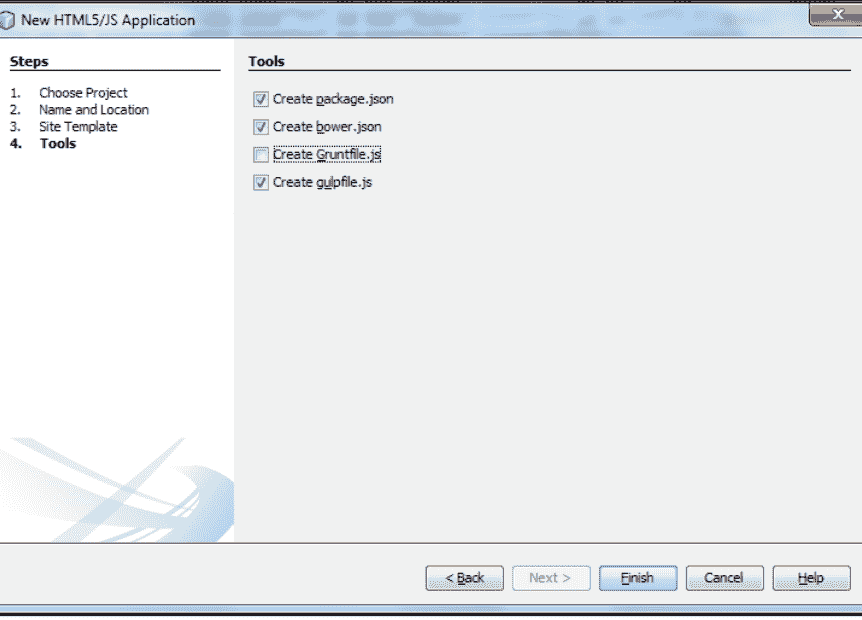 New HTML5/JS Application
Steps
1. Choose Project
2. Name and Location
3. Site Template
4. Tools
Tools
Create package.json
Create bower.json
Create Gruntfile.js
Create gulpfile.js
< Back Next > Finish Cancel Help